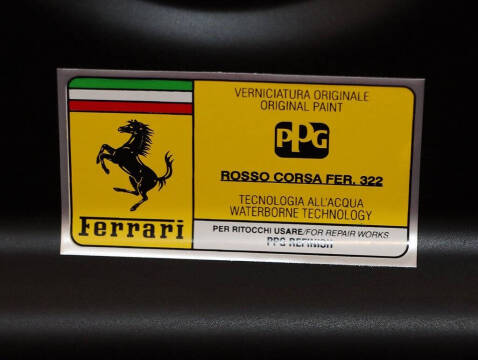 VERNICIATURA ORIGINALE
ORIGINAL PAINT
PPG
ROSSO CORSA FER. 322
TECNOLOGIA ALL'ACQUA
WATERBORNE TECHNOLOGY
PER RITOCCHI USARE/FOR REPAIR WORKS
PPG REFINISH
Ferrari